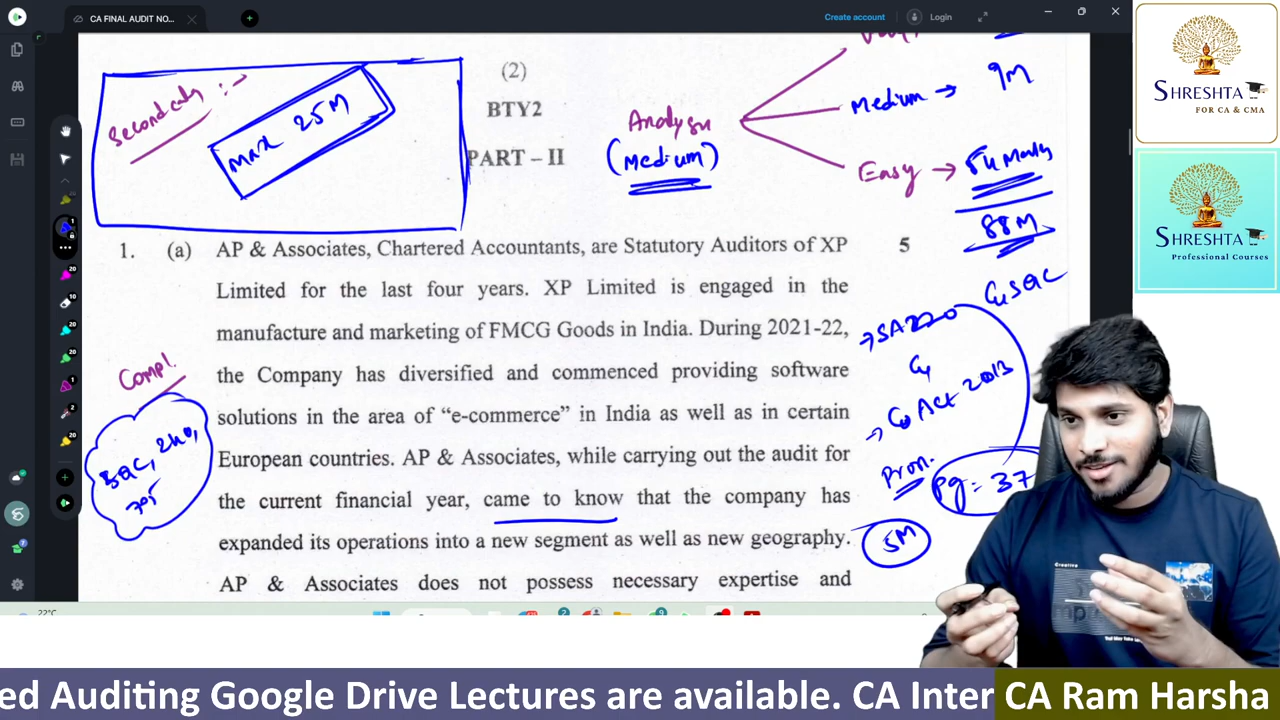 CA FINAL AUDIT NO...
Create account
Login
Secondly :-
max 25M
(2)
BTY2
PART – II
Analysis
(Medium)
Medium → 9M
Easy → 54 Marks
88M
1. (a) AP & Associates, Chartered Accountants, are Statutory Auditors of XP 5
Limited for the last four years. XP Limited is engaged in the
manufacture and marketing of FMCG Goods in India. During 2021-22,
the Company has diversified and commenced providing software
solutions in the area of “e-commerce” in India as well as in certain
European countries. AP & Associates, while carrying out the audit for
the current financial year, came to know that the company has
expanded its operations into a new segment as well as new geography.
AP & Associates does not possess necessary expertise and
Compl.
SQC, 240,
705
SQC
→ SA220
→ Co Act 2013
Pron.
Pg = 37
5M
22°C
SHRESHTA
FOR CA & CMA
SHRESHTA
Professional Courses
Creative
ed Auditing Google Drive Lectures are available. CA Inter
CA Ram Harsha